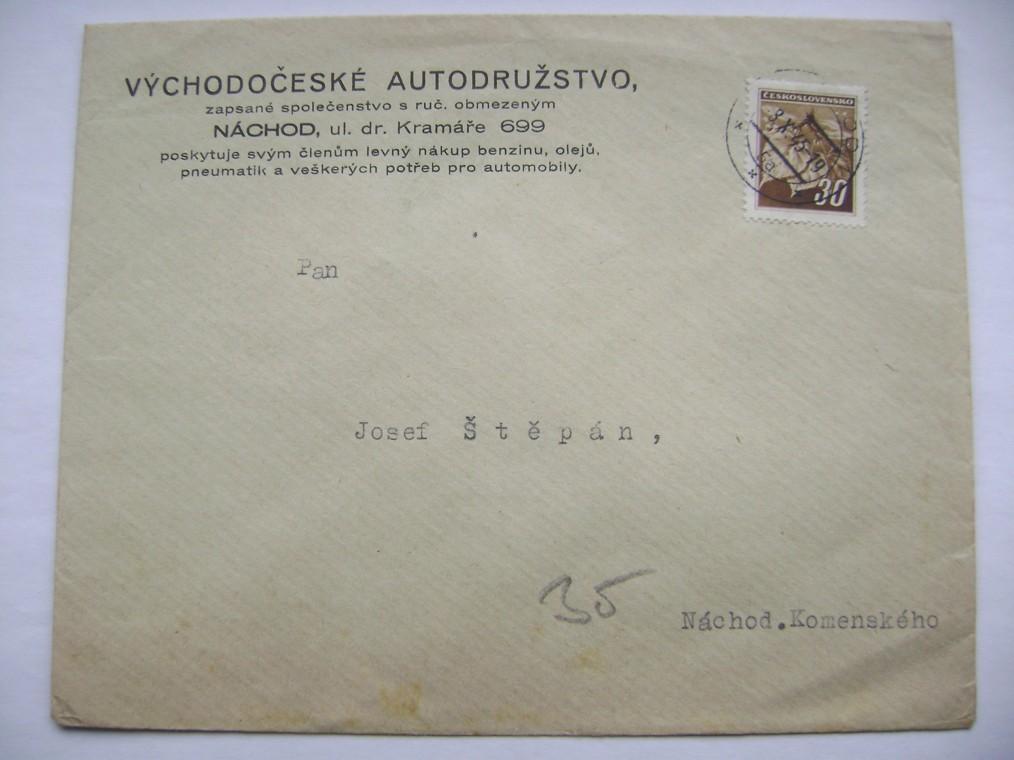 VÝCHODOČESKÉ AUTODRUŽSTVO,
zapsané společenstvo s ruč. obmezeným
NÁCHOD, ul. dr. Kramáře 699
poskytuje svým členům levný nákup benzinu, olejů,
pneumatik a veškerých potřeb pro automobily.
ČESKOSLOVENSKO
30
Pan
Josef Štěpán,
35
Náchod.Komenského